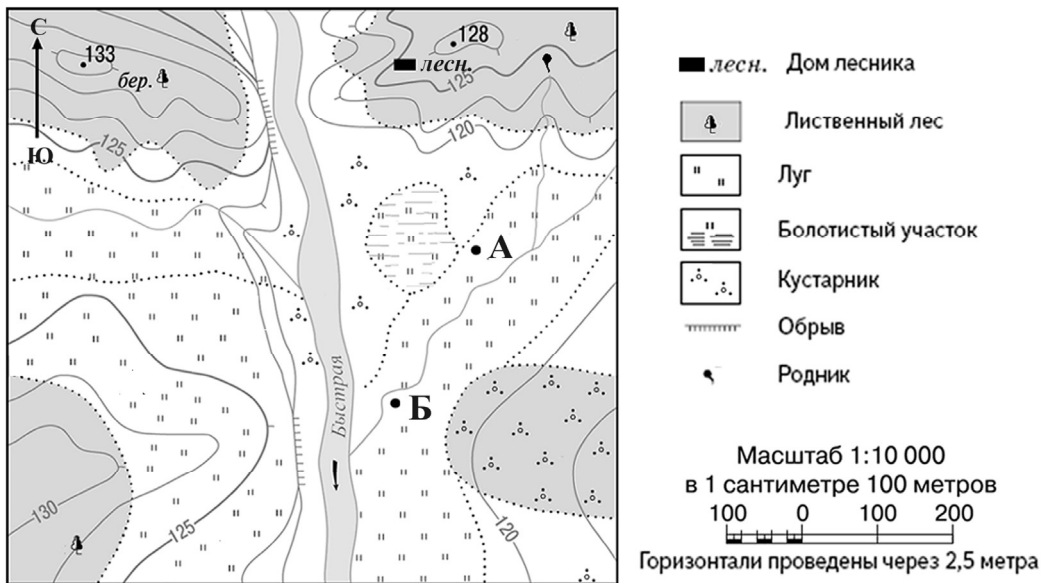 С
Ю
133
бер.
125
128
лесн.
125
120
А
Б
Быстрая
130
125
120
лесн. Дом лесника
Лиственный лес
Луг
Болотистый участок
Кустарник
Обрыв
Родник
Масштаб 1:10 000
в 1 сантиметре 100 метров
100 0 100 200
Горизонтали проведены через 2,5 метра